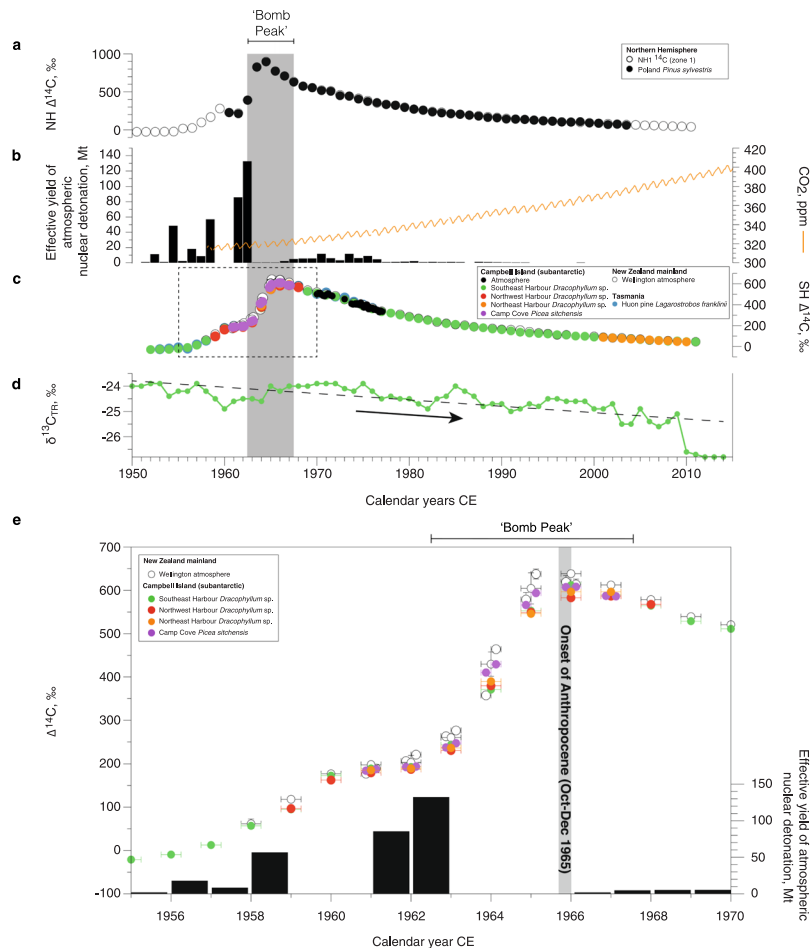 'Bomb
Peak'
a
1000
500
0
NH Δ14C, ‰
Northern Hemisphere
NH1 14C (zone 1)
Poland Pinus sylvestris
b
140
120
100
80
60
40
20
0
Effective yield of
atmospheric
nuclear detonation, Mt
420
400
380
360
340
320
300
CO2, ppm
c
Campbell Island (subantarctic)
Atmosphere
Southeast Harbour Dracophyllum sp.
Northwest Harbour Dracophyllum sp.
Northeast Harbour Dracophyllum sp.
Camp Cove Picea sitchensis
New Zealand mainland
Wellington atmosphere
Tasmania
Huon pine Lagarostrobos franklinii
600
400
200
0
SH Δ14C, ‰
d
-24
-25
-26
δ13CTR, ‰
1950 1960 1970 1980 1990 2000 2010
Calendar years CE
e
'Bomb Peak'
700
600
500
400
300
200
100
0
-100
Δ14C, ‰
New Zealand mainland
Wellington atmosphere
Campbell Island (subantarctic)
Southeast Harbour Dracophyllum sp.
Northwest Harbour Dracophyllum sp.
Northeast Harbour Dracophyllum sp.
Camp Cove Picea sitchensis
Onset of Anthropocene (Oct-Dec 1965)
150
100
50
0
Effective yield of atmospheric
nuclear detonation, Mt
1956 1958 1960 1962 1964 1966 1968 1970
Calendar year CE